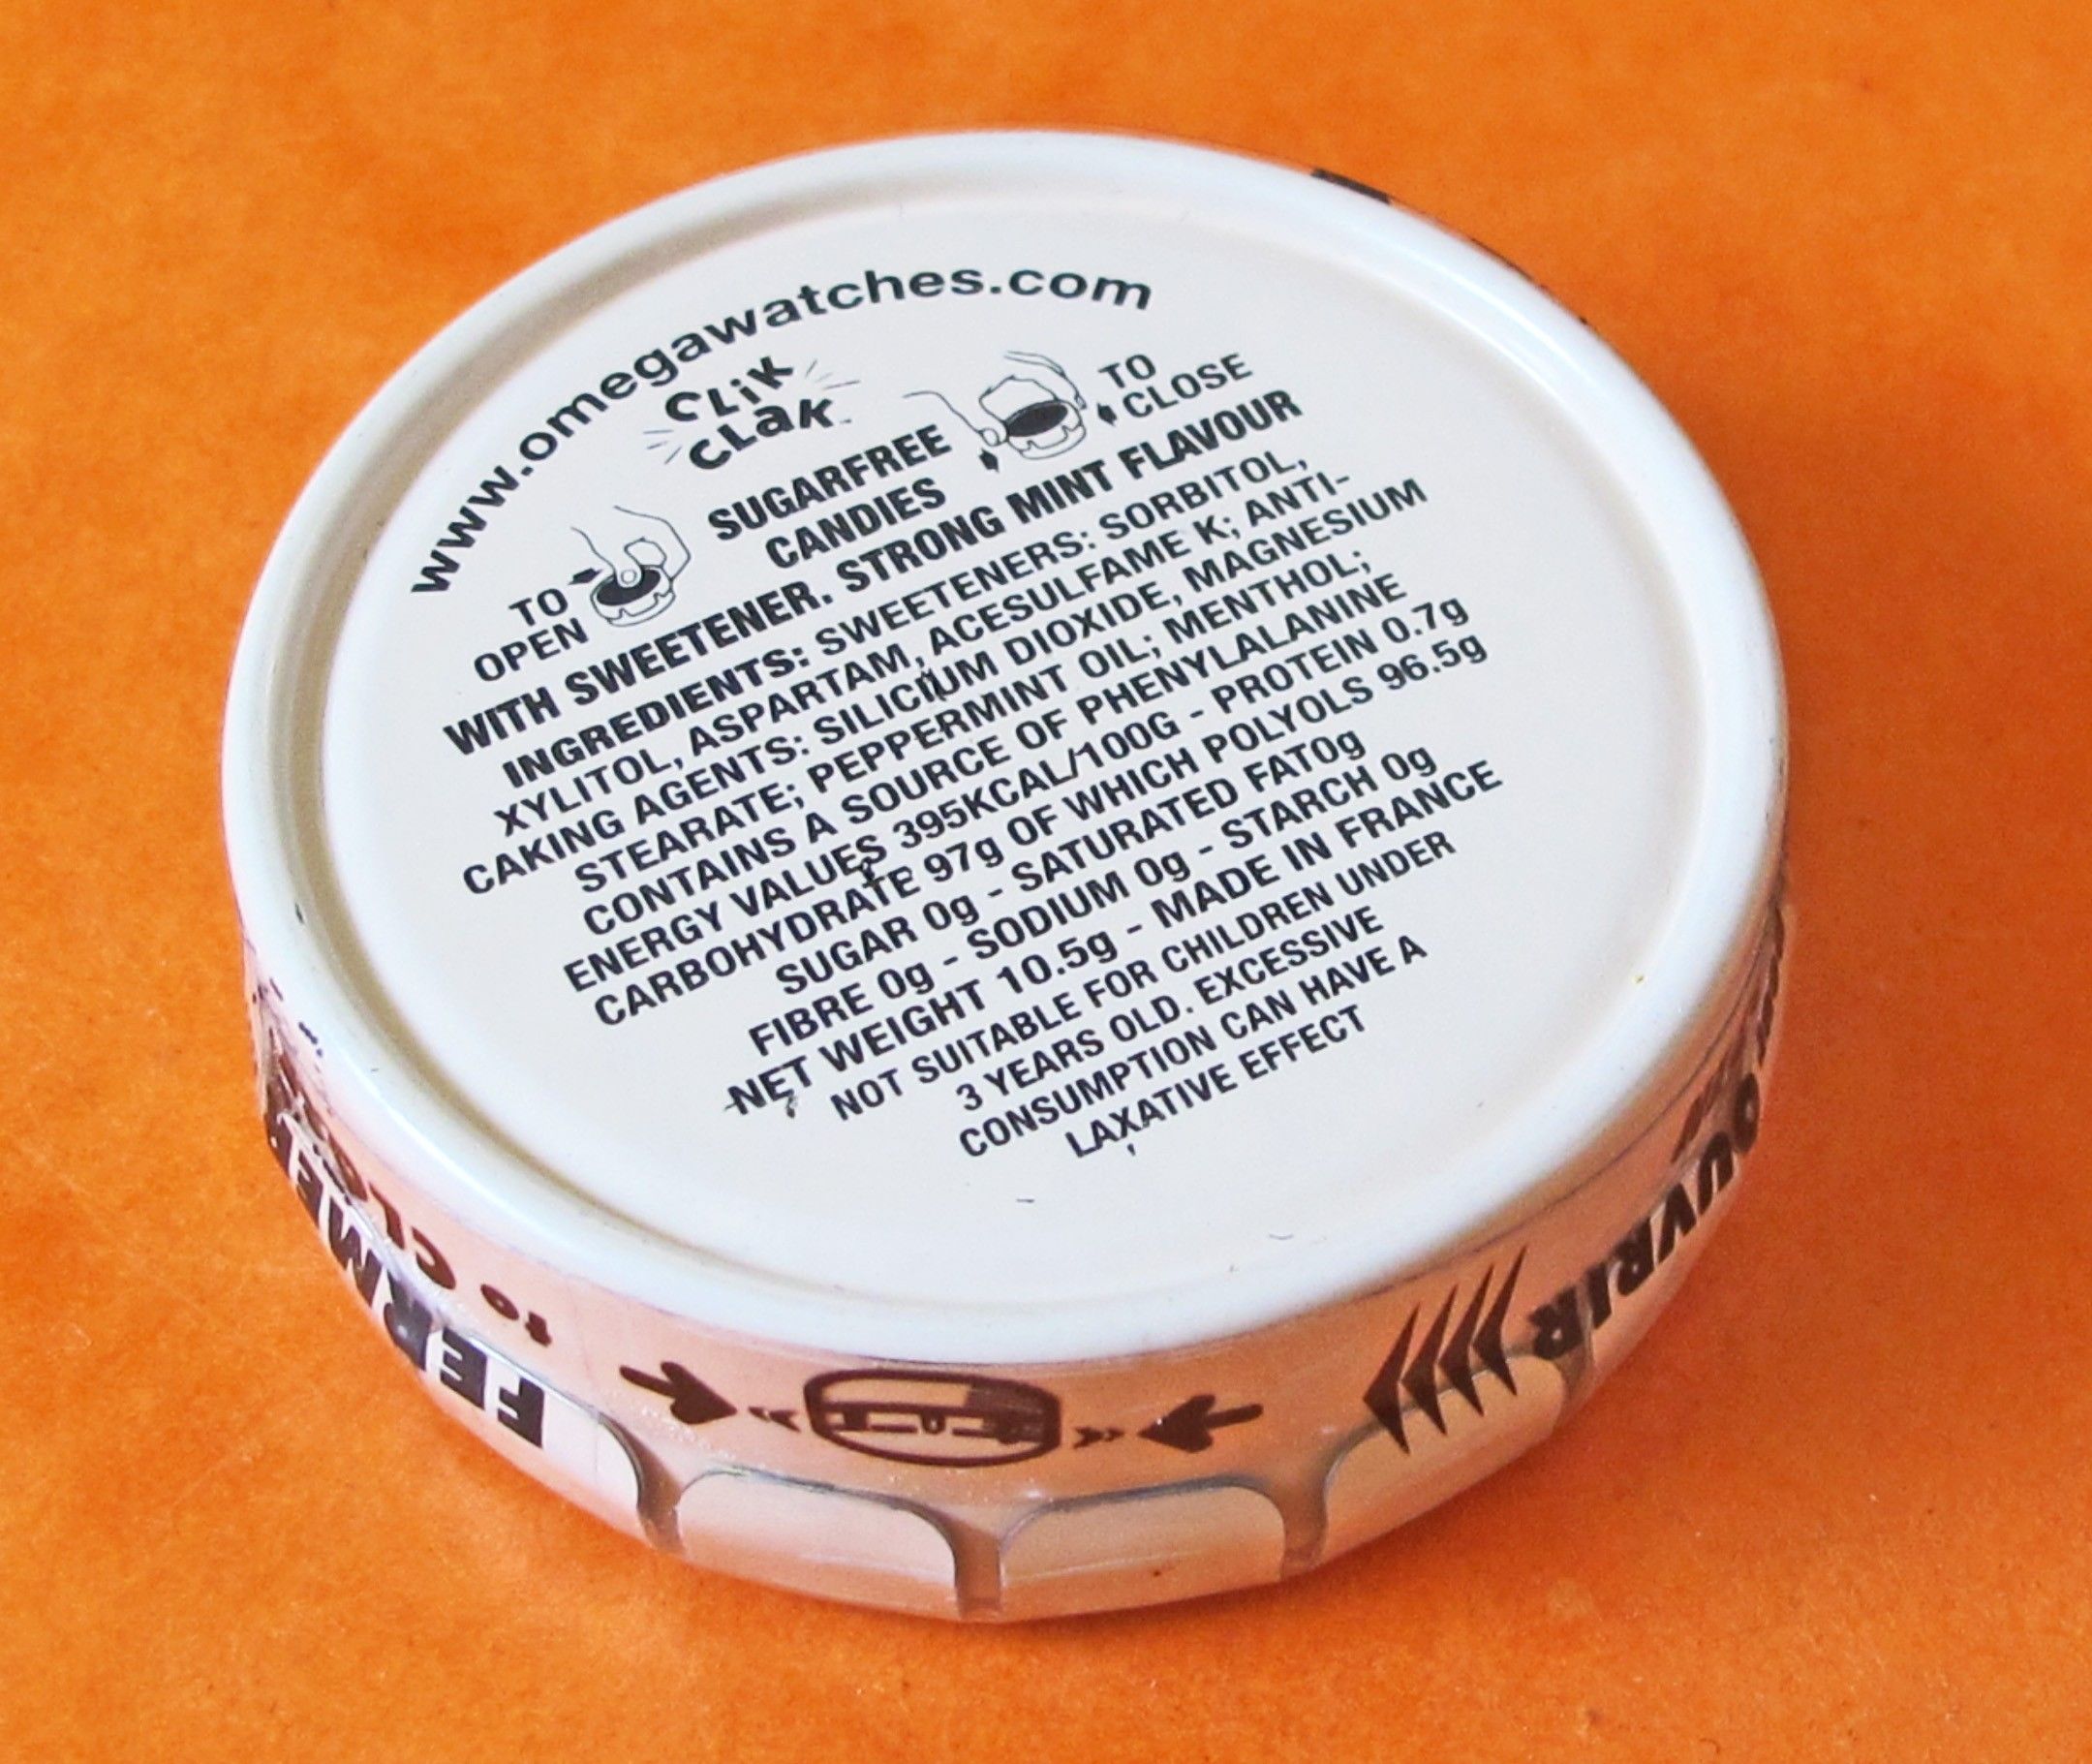 www.omegawatches.com
CLiK
CLaK
TO
CLOSE
TO
OPEN
SUGARFREE
CANDIES
WITH SWEETENER. STRONG MINT FLAVOUR
INGREDIENTS: SWEETENERS: SORBITOL,
XYLITOL, ASPARTAM, ACESULFAME K; ANTI-
CAKING AGENTS: SILICIUM DIOXIDE, MAGNESIUM
STEARATE; PEPPERMINT OIL; MENTHOL;
CONTAINS A SOURCE OF PHENYLALANINE
ENERGY VALUES 395KCAL/100G - PROTEIN 0.7g
CARBOHYDRATE 97g OF WHICH POLYOLS 96.5g
SUGAR 0g - SATURATED FAT0g
FIBRE 0g - SODIUM 0g - STARCH 0g
NET WEIGHT 10.5g - MADE IN FRANCE
NOT SUITABLE FOR CHILDREN UNDER
3 YEARS OLD. EXCESSIVE
CONSUMPTION CAN HAVE A
LAXATIVE EFFECT
to CLOSE
FERMER
OUVRIR